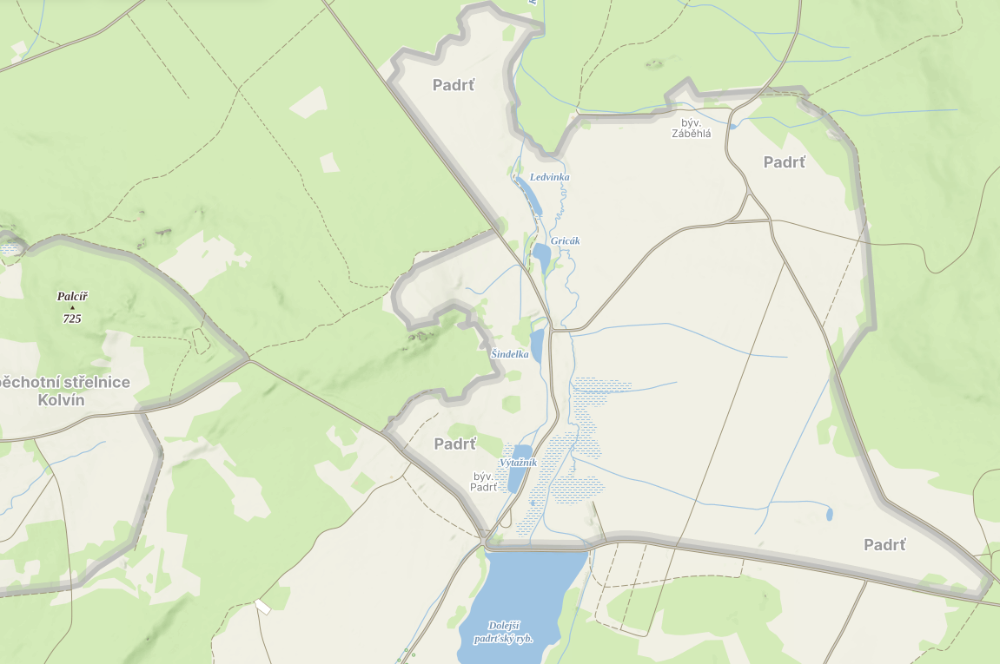 Padrť
býv.
Záběhlá
Padrť
Ledvinka
Gricák
Palcíř
725
Šindelka
pěchotní střelnice
Kolvín
Padrť
Výtažník
býv.
Padrť
Padrť
Dolejší
padrťský ryb.